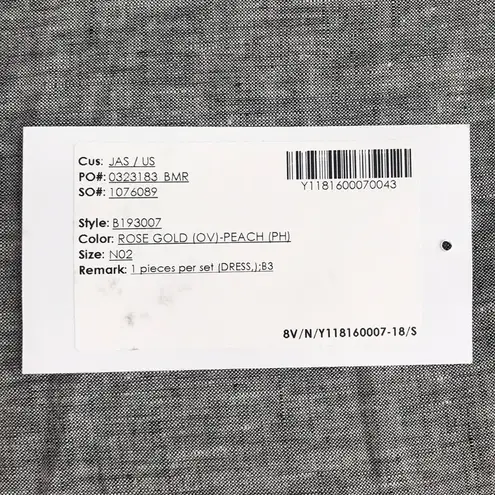 Cus: JAS / US
PO#: 0323183 BMR
SO#: 1076089
Y1181600070043
Style: B193007
Color: ROSE GOLD (OV)-PEACH (PH)
Size: N02
Remark: 1 pieces per set (DRESS,);B3
8V/N/Y118160007-18/S